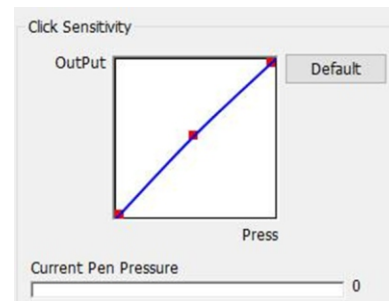 Click Sensitivity
OutPut
Default
Press
Current Pen Pressure
0